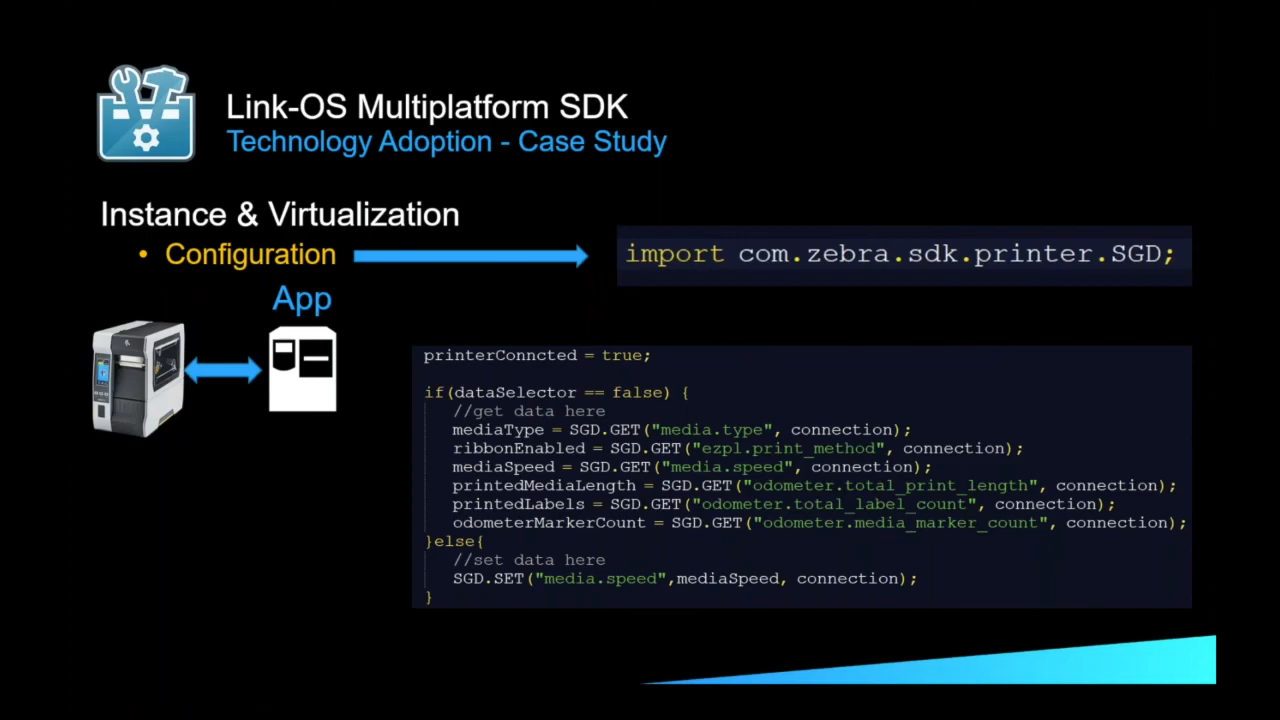 Link-OS Multiplatform SDK
Technology Adoption - Case Study
Instance & Virtualization
• Configuration
import com.zebra.sdk.printer.SGD;
App
printerConncted = true;
if(dataSelector == false) {
//get data here
mediaType = SGD.GET("media.type", connection);
ribbonEnabled = SGD.GET("ezpl.print_method", connection);
mediaSpeed = SGD.GET("media.speed", connection);
printedMediaLength = SGD.GET("odometer.total_print_length", connection);
printedLabels = SGD.GET("odometer.total_label_count", connection);
odometerMarkerCount = SGD.GET("odometer.media_marker_count", connection);
}else{
//set data here
SGD.SET("media.speed",mediaSpeed, connection);
}